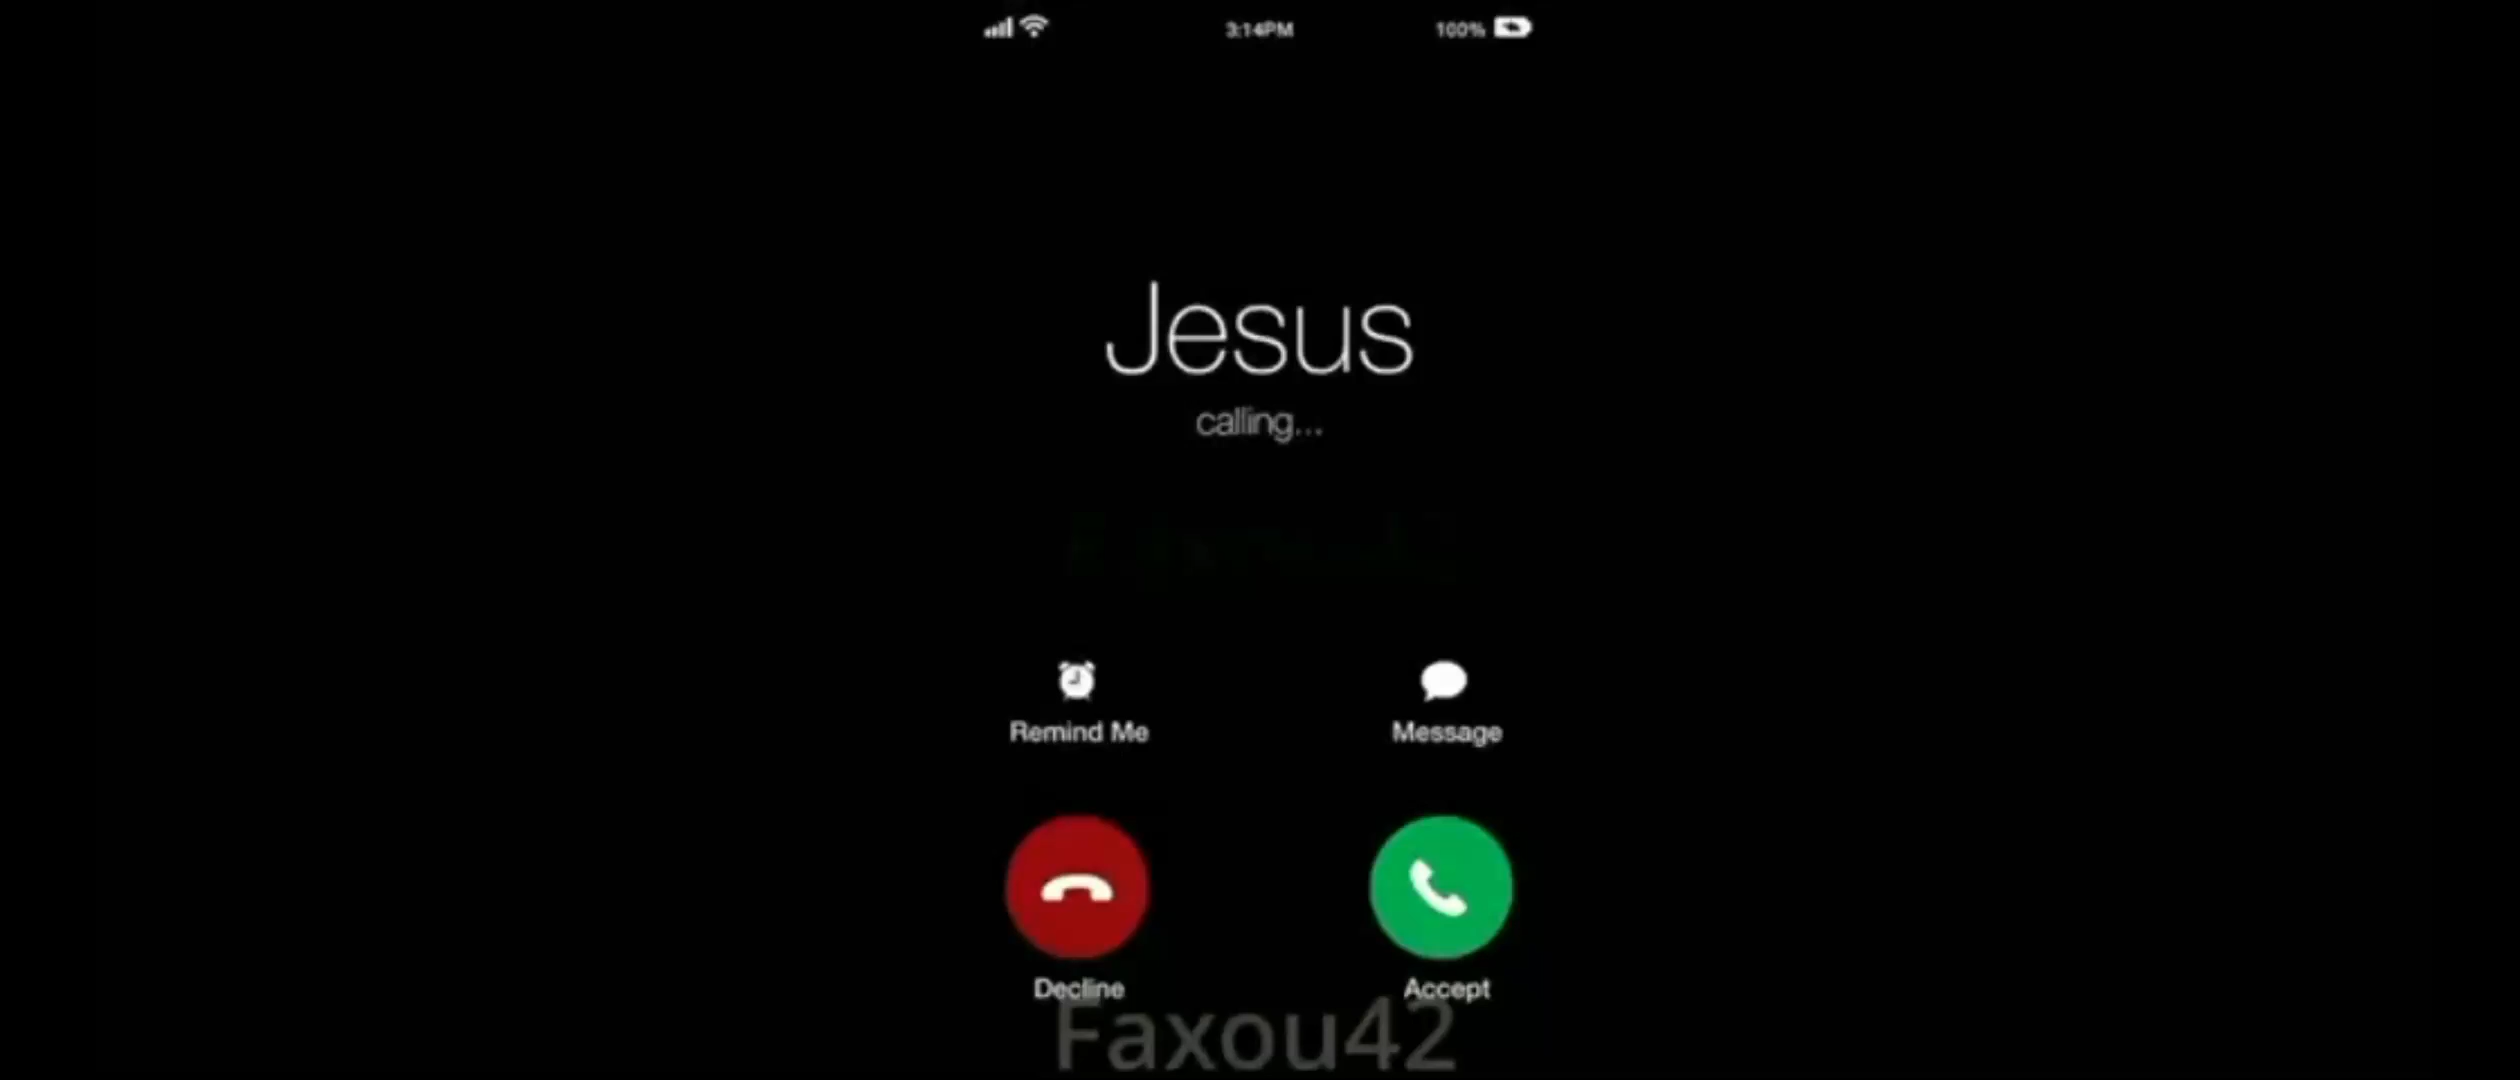 3:14PM 100%
Jesus
calling...
Remind Me Message
Decline Accept
Faxou42